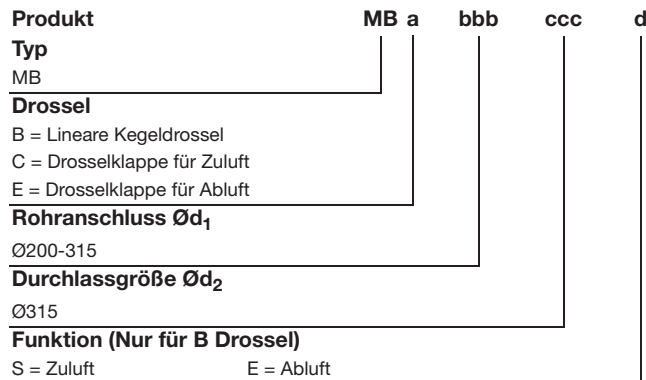 Produkt MB a bbb ccc d
Typ
MB
Drossel
B = Lineare Kegeldrossel
C = Drosselklappe für Zuluft
E = Drosselklappe für Abluft
Rohranschluss Ød1
Ø200-315
Durchlassgröße Ød2
Ø315
Funktion (Nur für B Drossel)
S = Zuluft E = Abluft